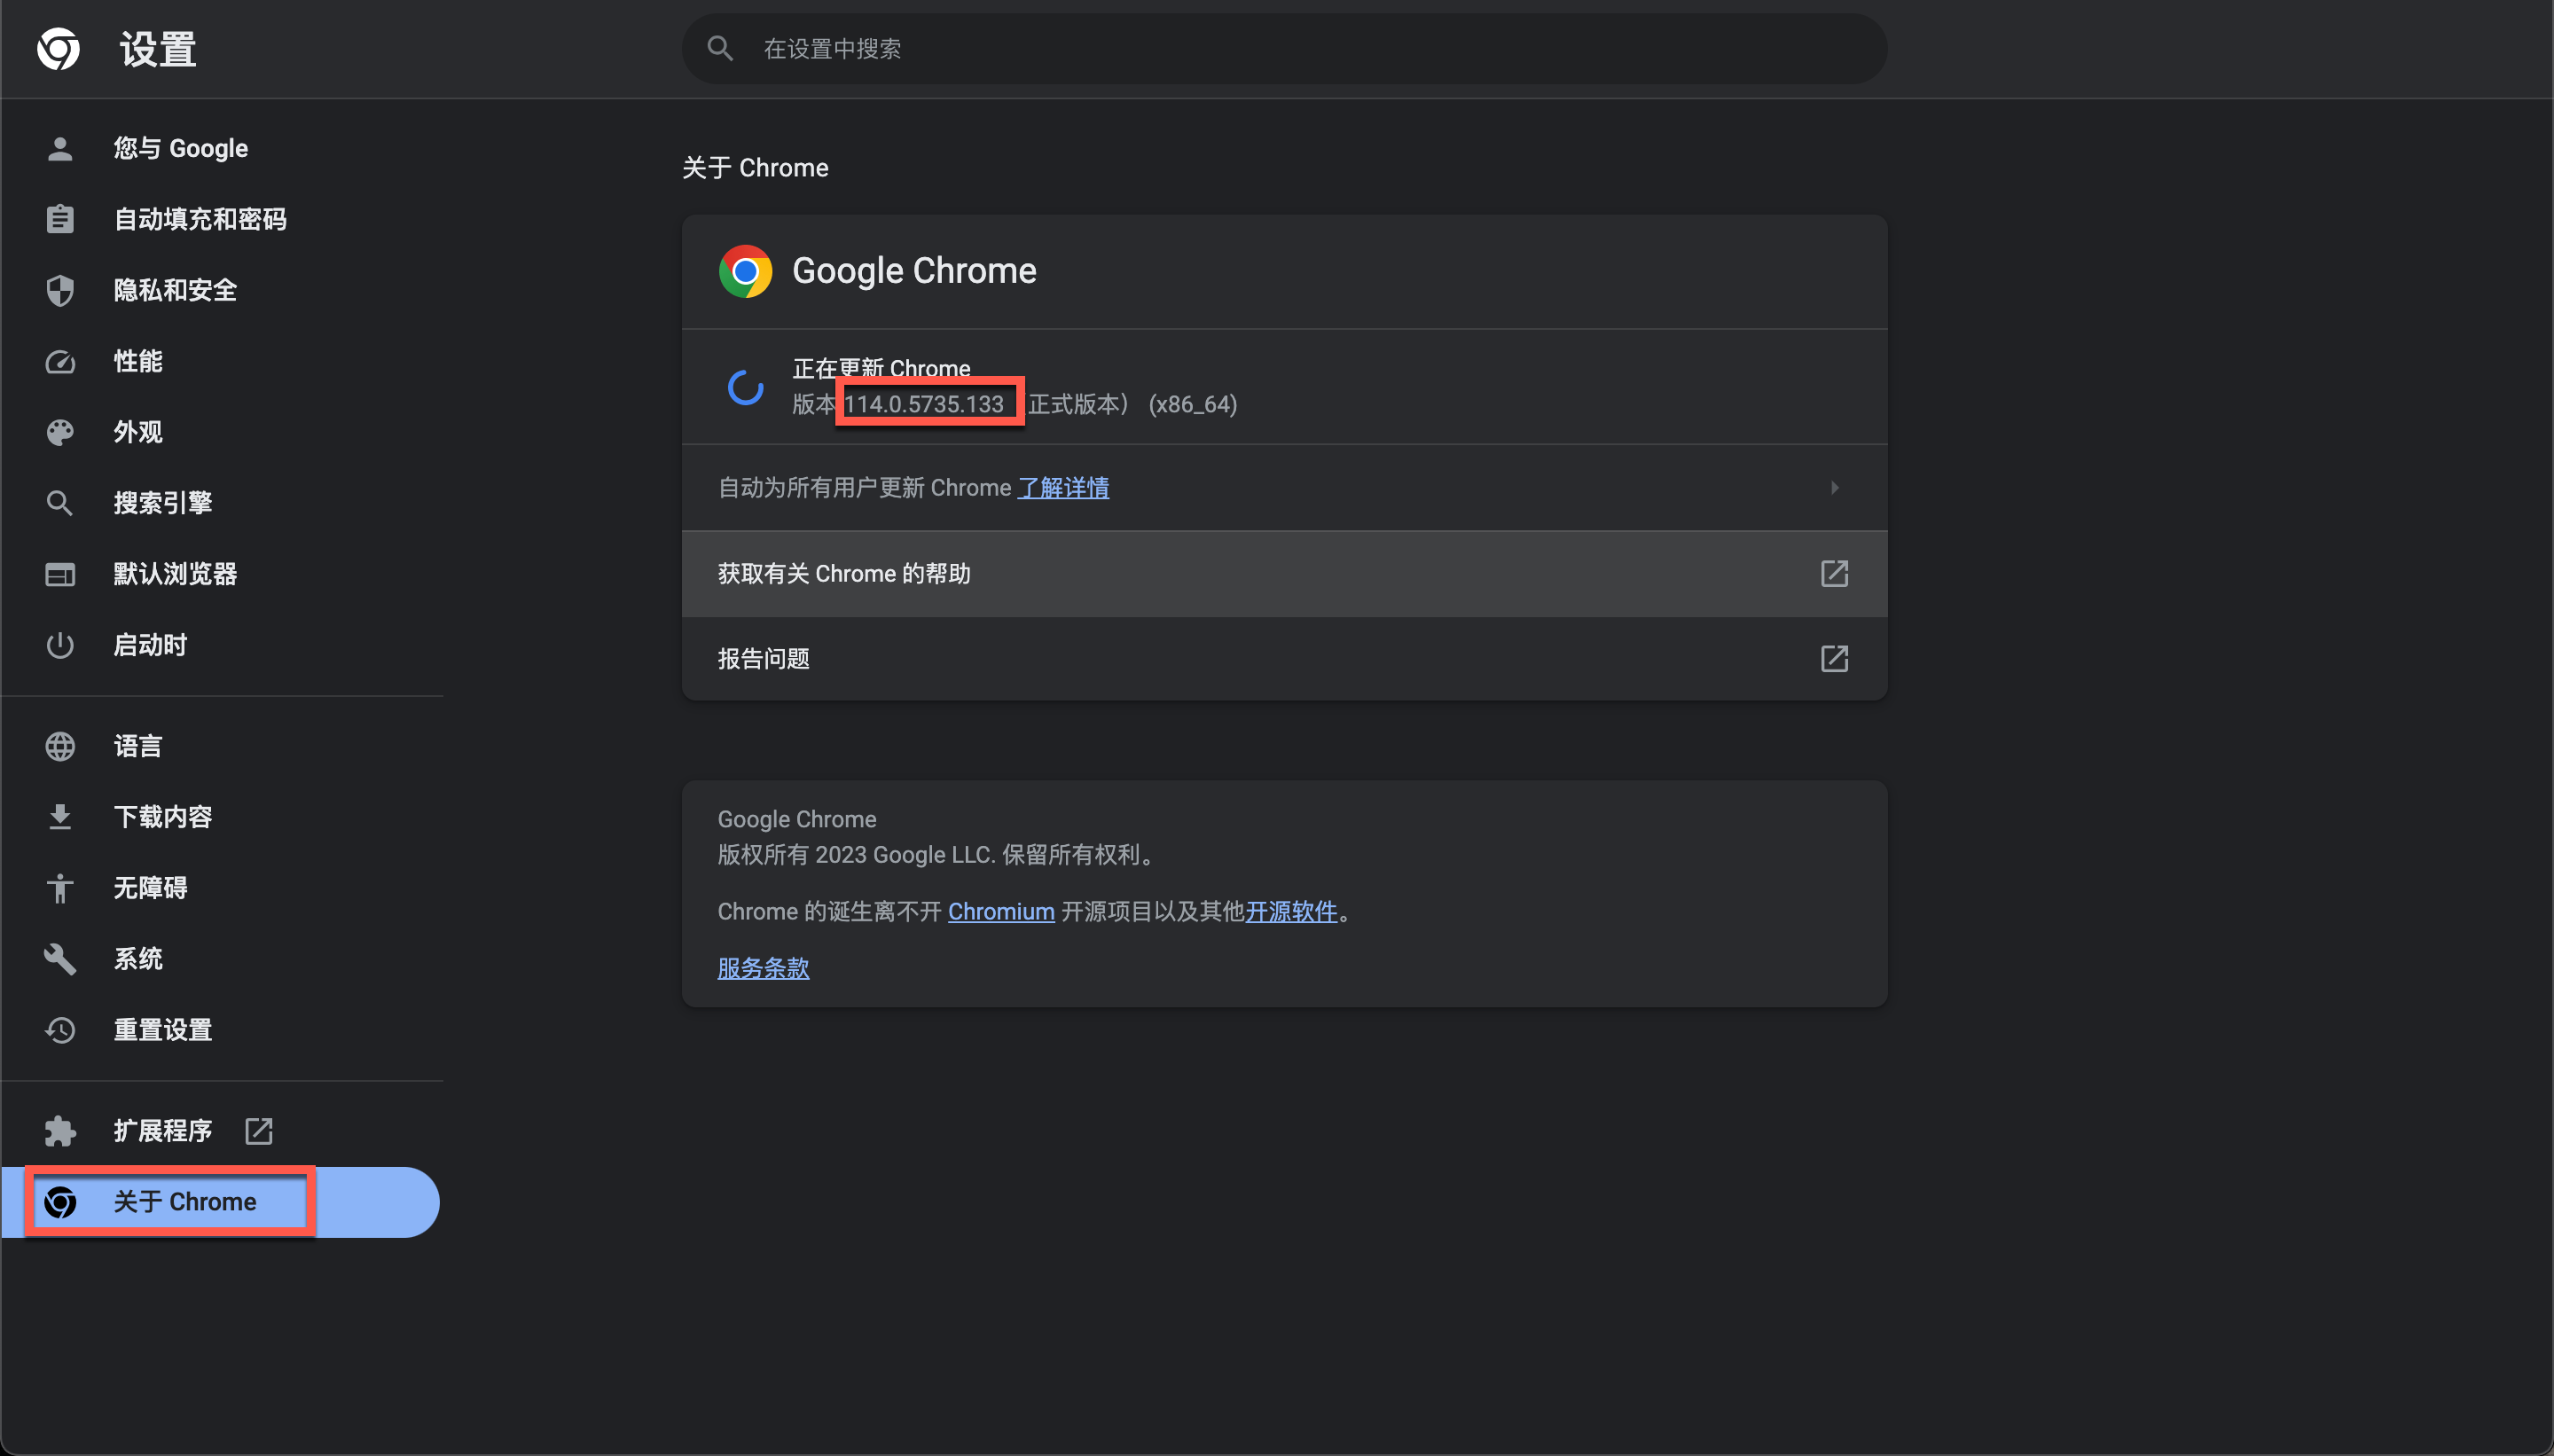 设置
在设置中搜索
您与 Google
自动填充和密码
隐私和安全
性能
外观
搜索引擎
默认浏览器
启动时
语言
下载内容
无障碍
系统
重置设置
扩展程序
关于 Chrome
关于 Chrome
Google Chrome
正在更新 Chrome
版本 114.0.5735.133 正式版本） (x86_64)
自动为所有用户更新 Chrome 了解详情
获取有关 Chrome 的帮助
报告问题
Google Chrome
版权所有 2023 Google LLC. 保留所有权利。
Chrome 的诞生离不开 Chromium 开源项目以及其他开源软件。
服务条款